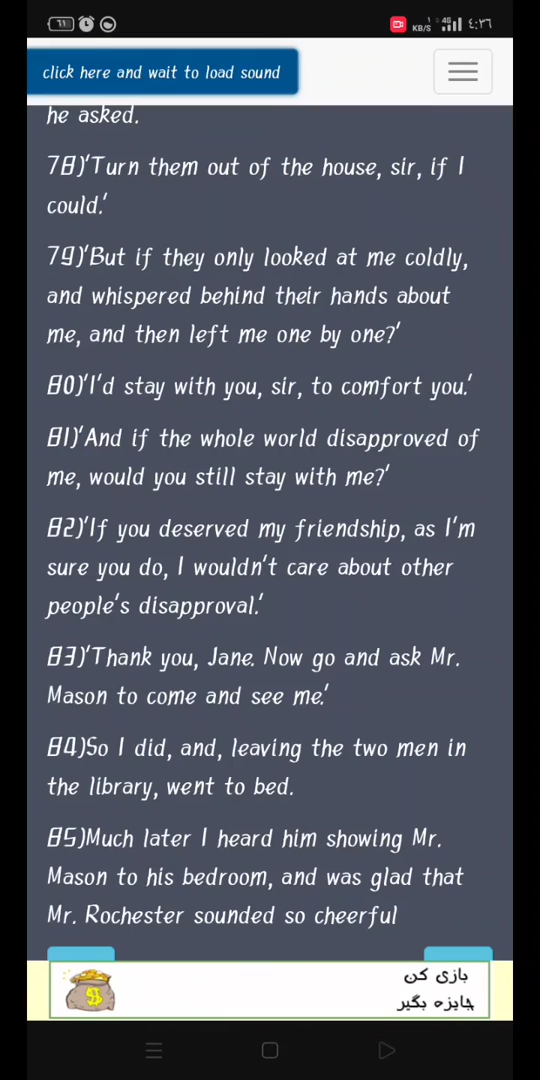 ٦١ KB/s ١ 4G ٤:٣٦
click here and wait to load sound
he asked.
78)'Turn them out of the house, sir, if I
could.'
79)'But if they only looked at me coldly,
and whispered behind their hands about
me, and then left me one by one?'
80)'I'd stay with you, sir, to comfort you.'
81)'And if the whole world disapproved of
me, would you still stay with me?'
82)'If you deserved my friendship, as I'm
sure you do, I wouldn't care about other
people's disapproval.'
83)'Thank you, Jane. Now go and ask Mr.
Mason to come and see me.'
84)So I did, and, leaving the two men in
the library, went to bed.
85)Much later I heard him showing Mr.
Mason to his bedroom, and was glad that
Mr. Rochester sounded so cheerful
بازی کن
جایزه بگیر
$